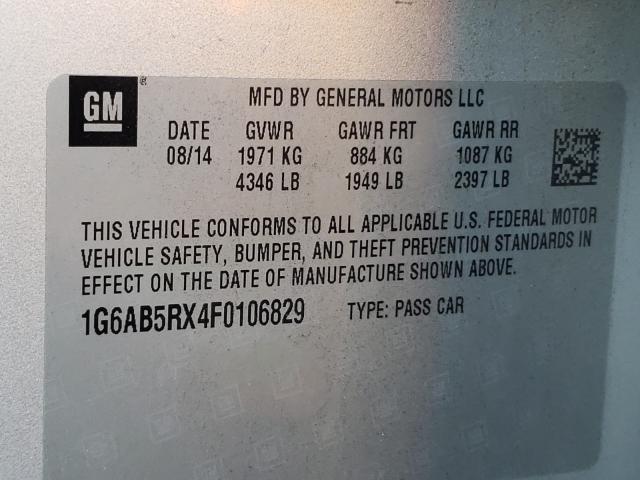 GM ®
MFD BY GENERAL MOTORS LLC
DATE GVWR GAWR FRT GAWR RR
08/14 1971 KG 884 KG 1087 KG
4346 LB 1949 LB 2397 LB
THIS VEHICLE CONFORMS TO ALL APPLICABLE U.S. FEDERAL MOTOR
VEHICLE SAFETY, BUMPER, AND THEFT PREVENTION STANDARDS IN
EFFECT ON THE DATE OF MANUFACTURE SHOWN ABOVE.
1G6AB5RX4F0106829 TYPE: PASS CAR